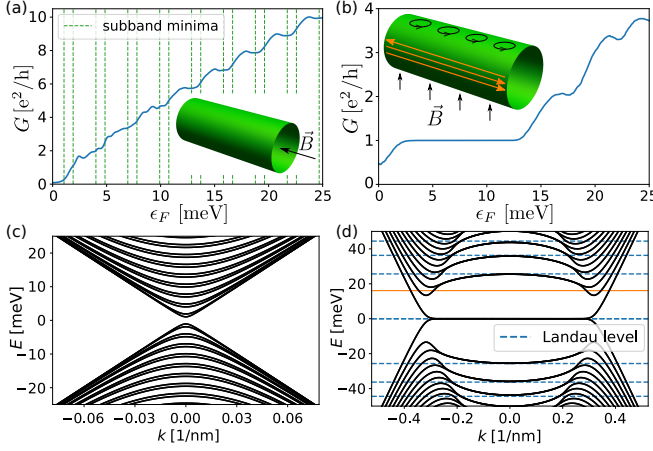 (a)
subband minima
G [e²/h]
10
8
6
4
2
0
0 5 10 15 20 25
ϵ_F [meV]
B⃗
(b)
G [e²/h]
4
3
2
1
0
0 5 10 15 20 25
ϵ_F [meV]
B⃗
(c)
E [meV]
20
10
0
−10
−20
−0.06 −0.03 0.00 0.03 0.06
k [1/nm]
(d)
E [meV]
40
20
0
−20
−40
−0.4 −0.2 0.0 0.2 0.4
k [1/nm]
Landau level